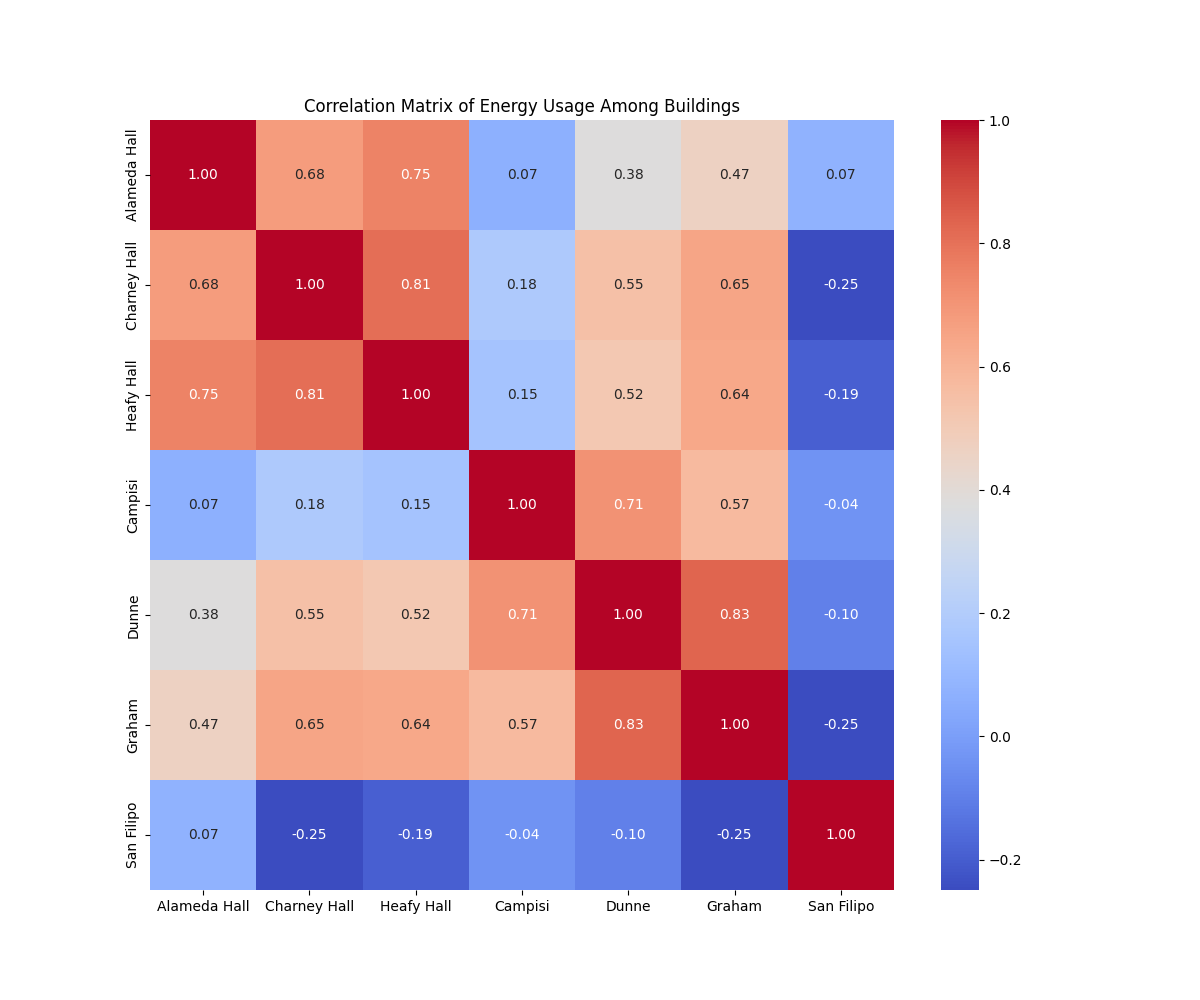 Correlation Matrix of Energy Usage Among Buildings
Alameda Hall 1.00 0.68 0.75 0.07 0.38 0.47 0.07
Charney Hall 0.68 1.00 0.81 0.18 0.55 0.65 -0.25
Heafy Hall 0.75 0.81 1.00 0.15 0.52 0.64 -0.19
Campisi 0.07 0.18 0.15 1.00 0.71 0.57 -0.04
Dunne 0.38 0.55 0.52 0.71 1.00 0.83 -0.10
Graham 0.47 0.65 0.64 0.57 0.83 1.00 -0.25
San Filipo 0.07 -0.25 -0.19 -0.04 -0.10 -0.25 1.00
Alameda Hall Charney Hall Heafy Hall Campisi Dunne Graham San Filipo
1.0
0.8
0.6
0.4
0.2
0.0
−0.2